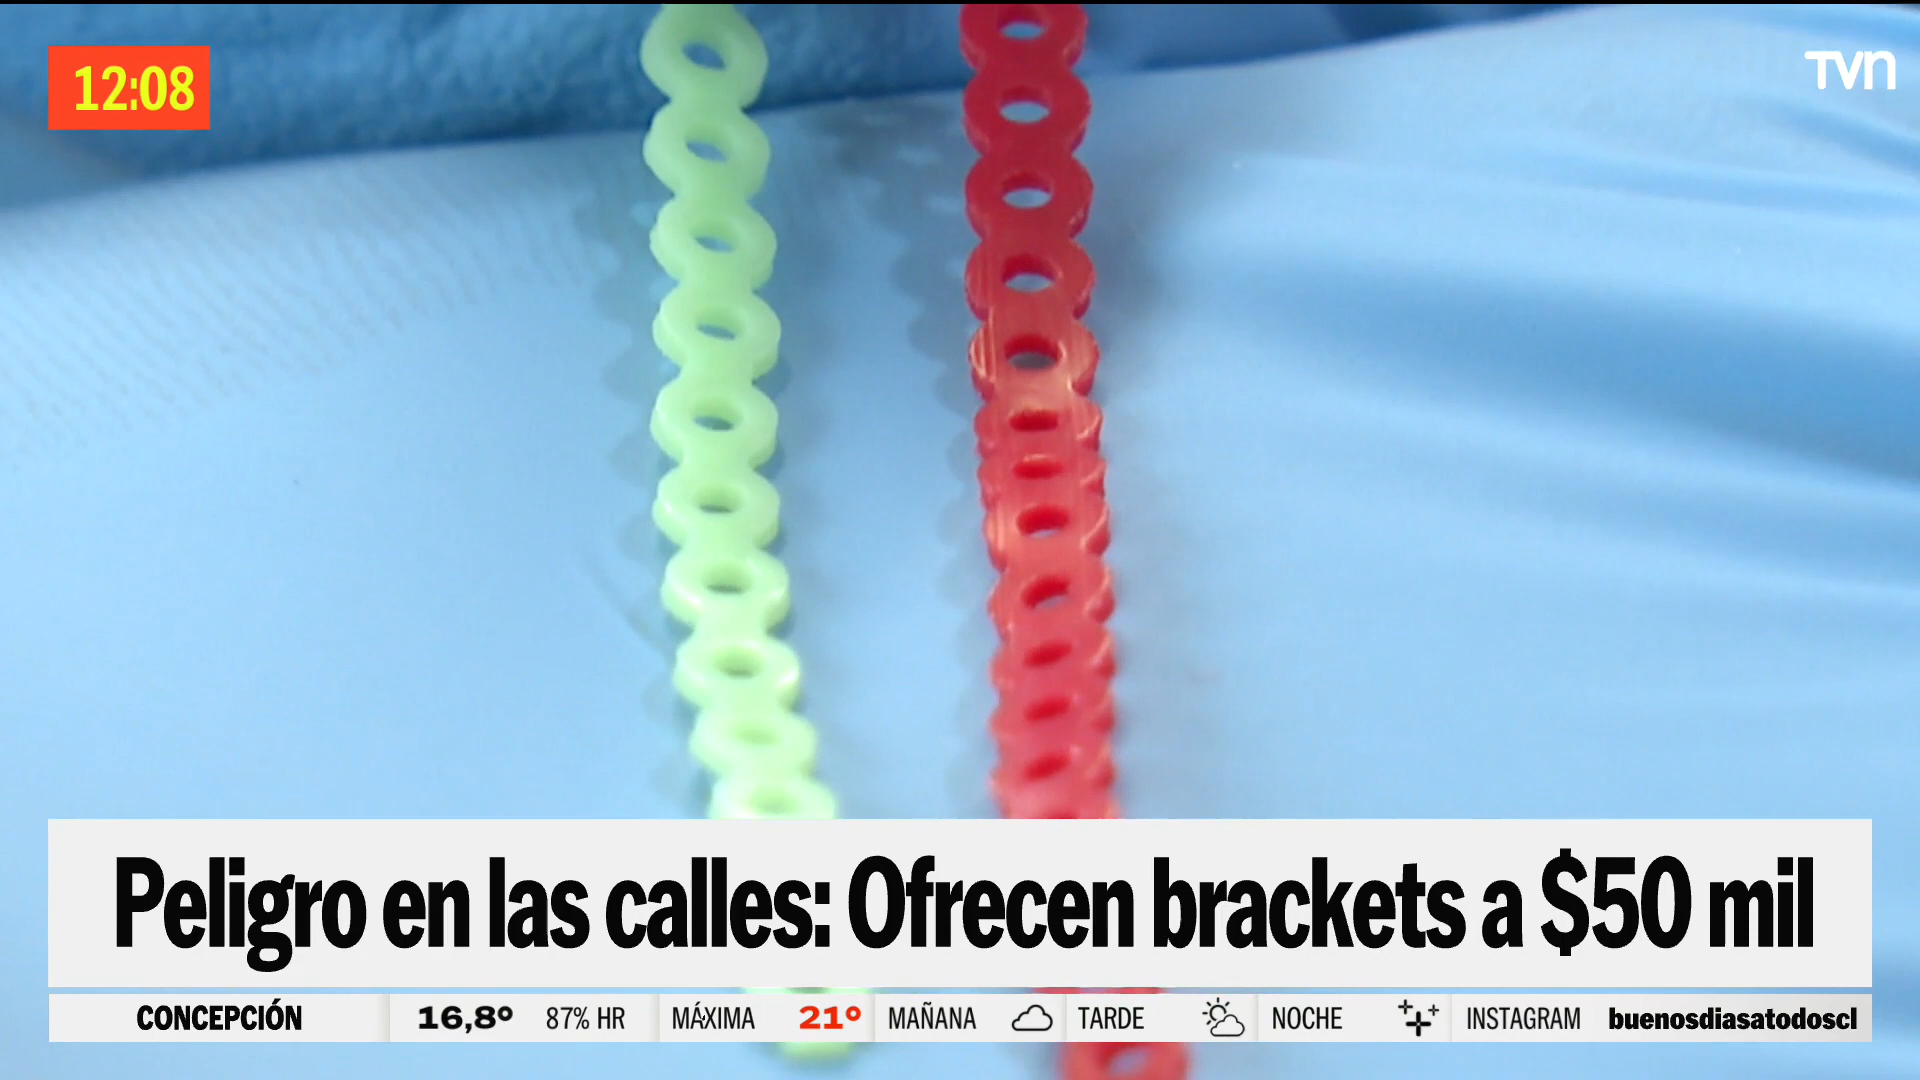 12:08
TVN
Peligro en las calles: Ofrecen brackets a $50 mil
CONCEPCIÓN 16,8° 87% HR MÁXIMA 21° MAÑANA TARDE NOCHE INSTAGRAM buenosdiasatodoscl